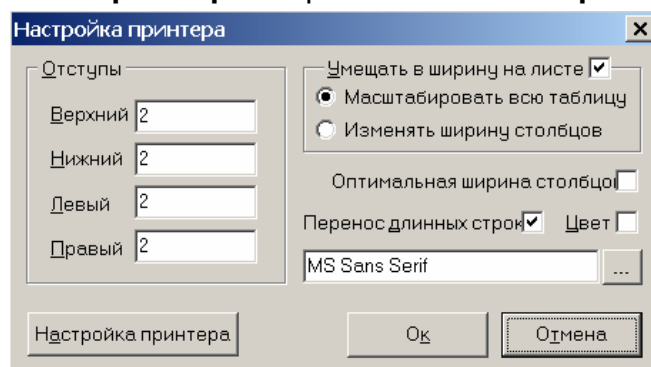 Настройка принтера
Отступы
Верхний 2
Нижний 2
Левый 2
Правый 2
Умещать в ширину на листе
Масштабировать всю таблицу
Изменять ширину столбцов
Оптимальная ширина столбцо
Перенос длинных строк Цвет
MS Sans Serif ...
Настройка принтера Ок Отмена